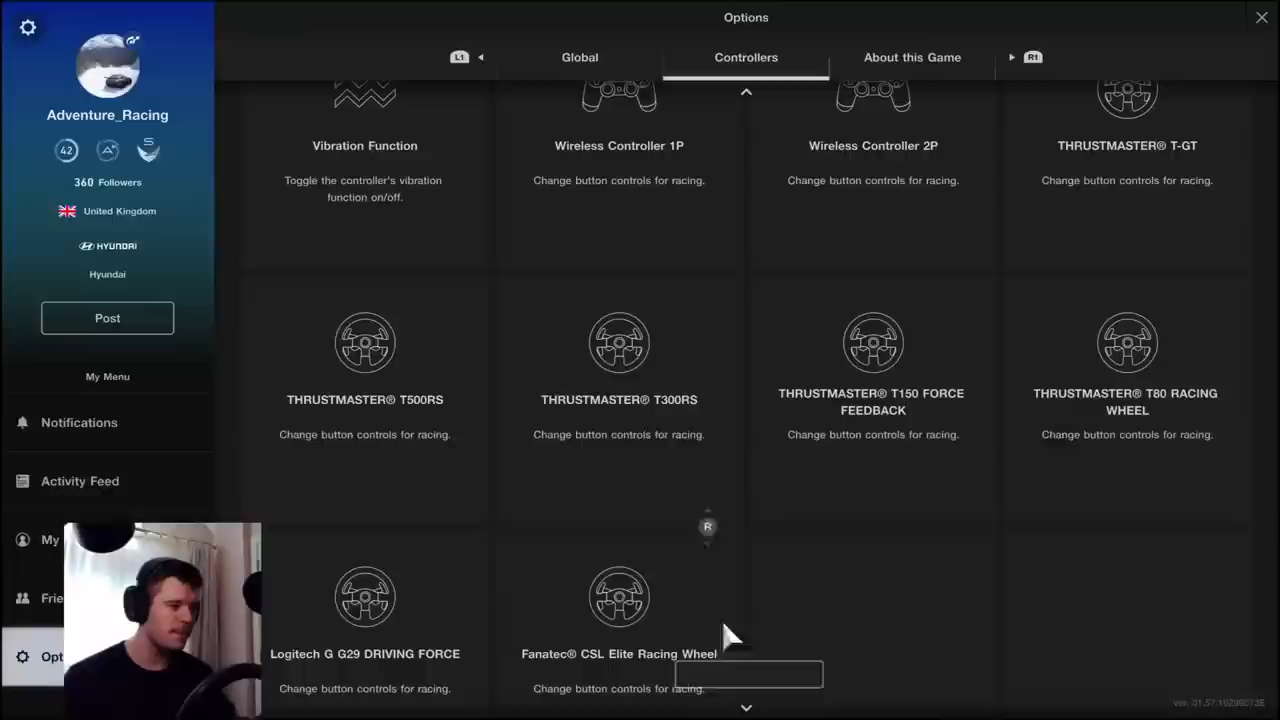 Options
L1
Global
Controllers
About this Game
R1
Adventure_Racing
42
A+
S
360 Followers
United Kingdom
HYUNDAI
Hyundai
Post
My Menu
Notifications
Activity Feed
My
Frie
Opt
Vibration Function
Toggle the controller's vibration
function on/off.
Wireless Controller 1P
Change button controls for racing.
Wireless Controller 2P
Change button controls for racing.
THRUSTMASTER® T-GT
Change button controls for racing.
THRUSTMASTER® T500RS
Change button controls for racing.
THRUSTMASTER® T300RS
Change button controls for racing.
THRUSTMASTER® T150 FORCE
FEEDBACK
Change button controls for racing.
THRUSTMASTER® T80 RACING
WHEEL
Change button controls for racing.
R
Logitech G G29 DRIVING FORCE
Change button controls for racing.
Fanatec® CSL Elite Racing Wheel
Change button controls for racing.